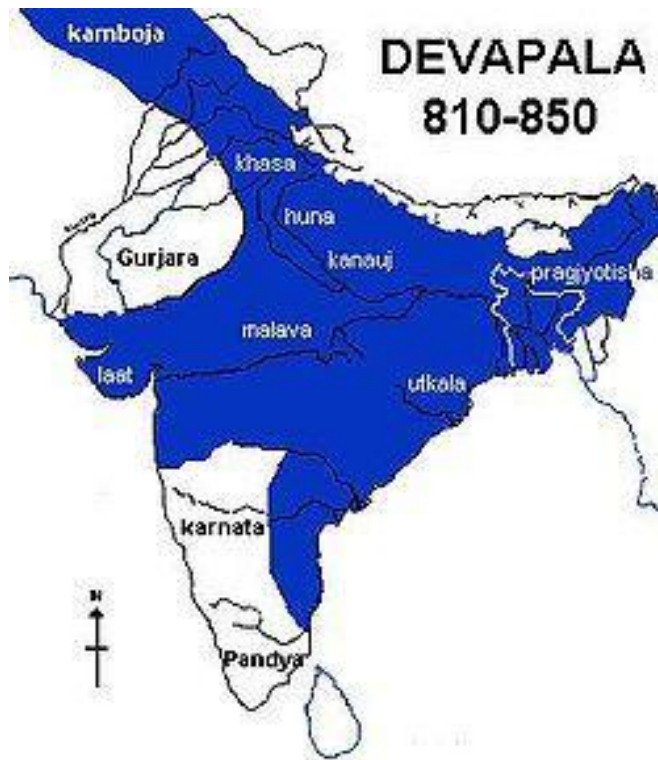 kamboja
DEVAPALA
810-850
khasa
huna
Gurjara
kanauj
pragjyotisha
malava
laat
utkala
karnata
N
Pandya